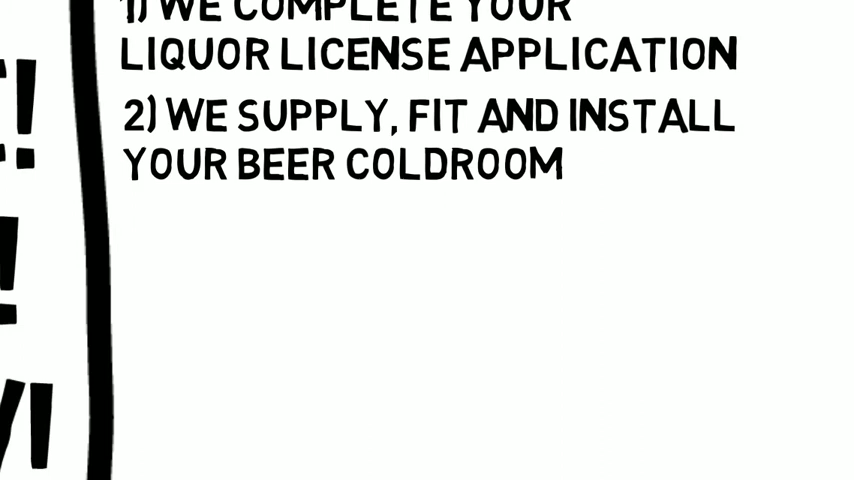 1) WE COMPLETE YOUR
LIQUOR LICENSE APPLICATION
2) WE SUPPLY, FIT AND INSTALL
YOUR BEER COLDROOM
!
!
!